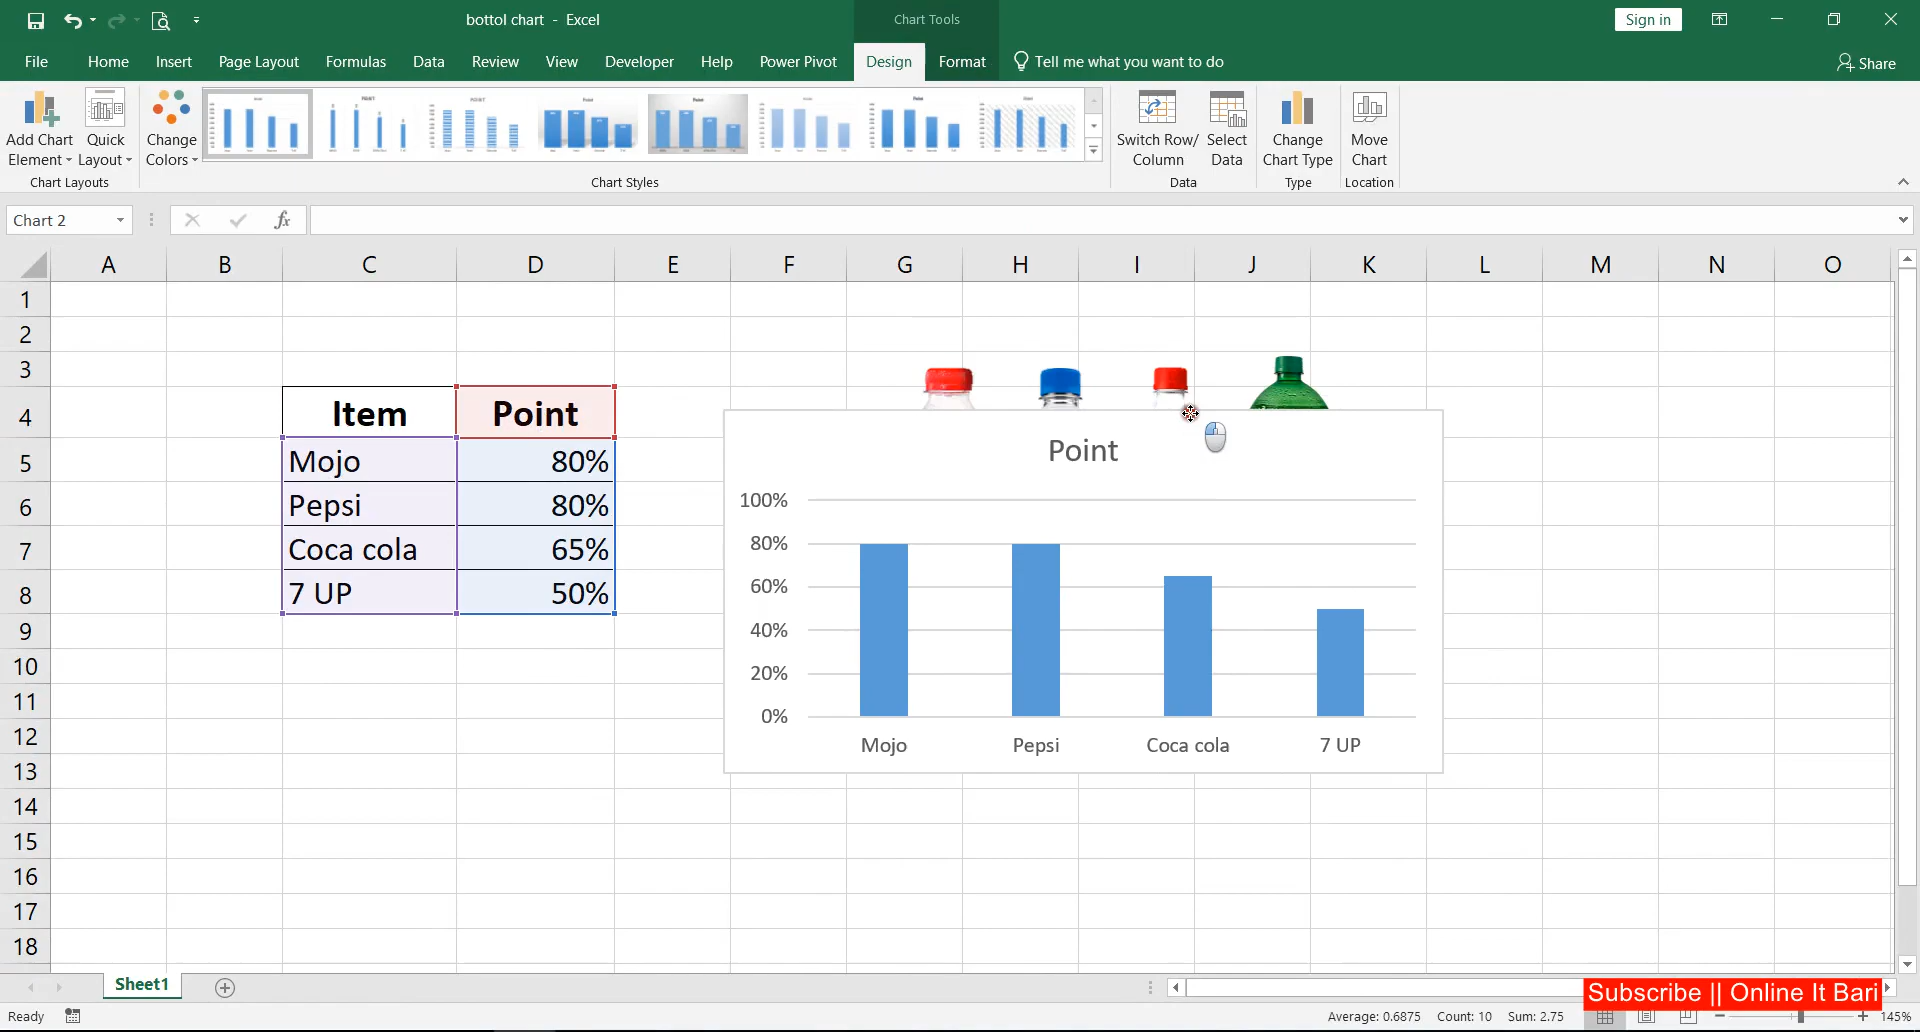 bottol chart - Excel
Chart Tools
Sign in
File Home Insert Page Layout Formulas Data Review View Developer Help Power Pivot Design Format Tell me what you want to do Share
Add Chart Element
Quick Layout
Change Colors
Switch Row/ Column
Select Data
Change Chart Type
Move Chart
Chart Layouts Chart Styles Data Type Location
Chart 2 fx
A B C D E F G H I J K L M N O
1
2
3
4 Item Point
5 Mojo 80%
6 Pepsi 80%
7 Coca cola 65%
8 7 UP 50%
9
10
11
12
13
14
15
16
17
18
Point
100%
80%
60%
40%
20%
0%
Mojo Pepsi Coca cola 7 UP
Sheet1
Subscribe || Online It Bari
Ready Average: 0.6875 Count: 10 Sum: 2.75 145%